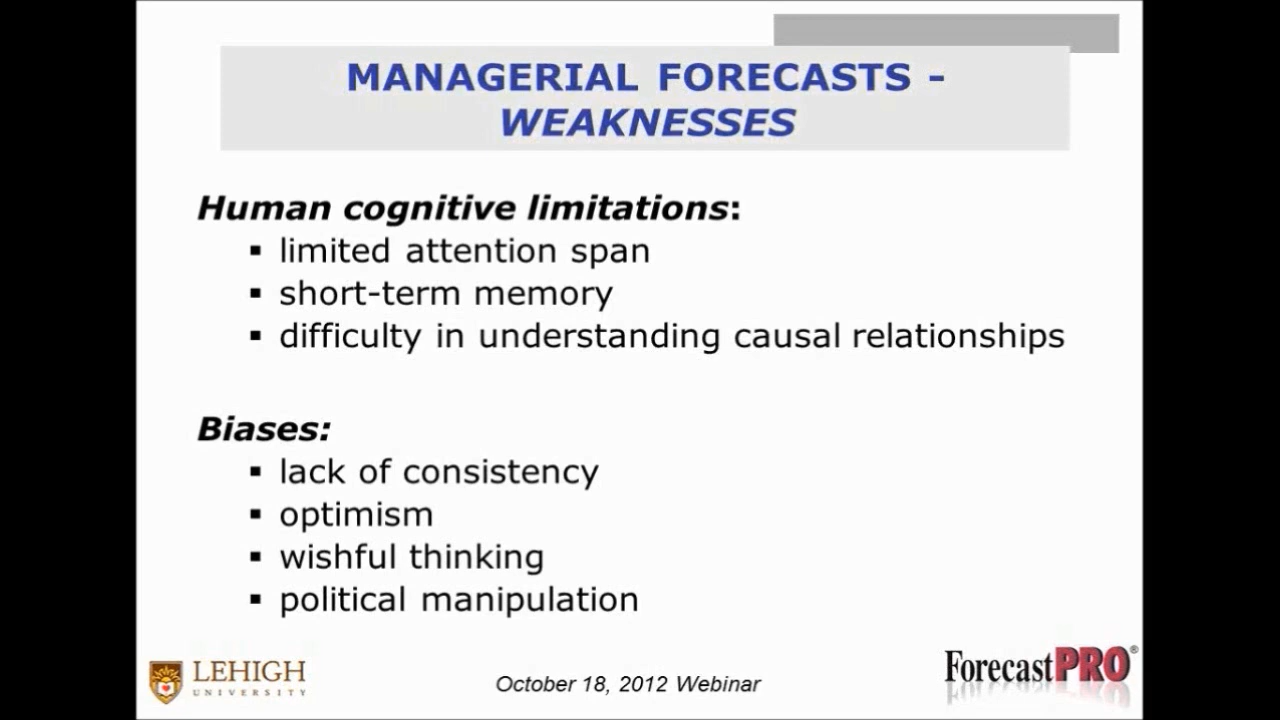 MANAGERIAL FORECASTS -
WEAKNESSES
Human cognitive limitations:
▪ limited attention span
▪ short-term memory
▪ difficulty in understanding causal relationships
Biases:
▪ lack of consistency
▪ optimism
▪ wishful thinking
▪ political manipulation
LEHIGH
UNIVERSITY
October 18, 2012 Webinar
ForecastPRO®